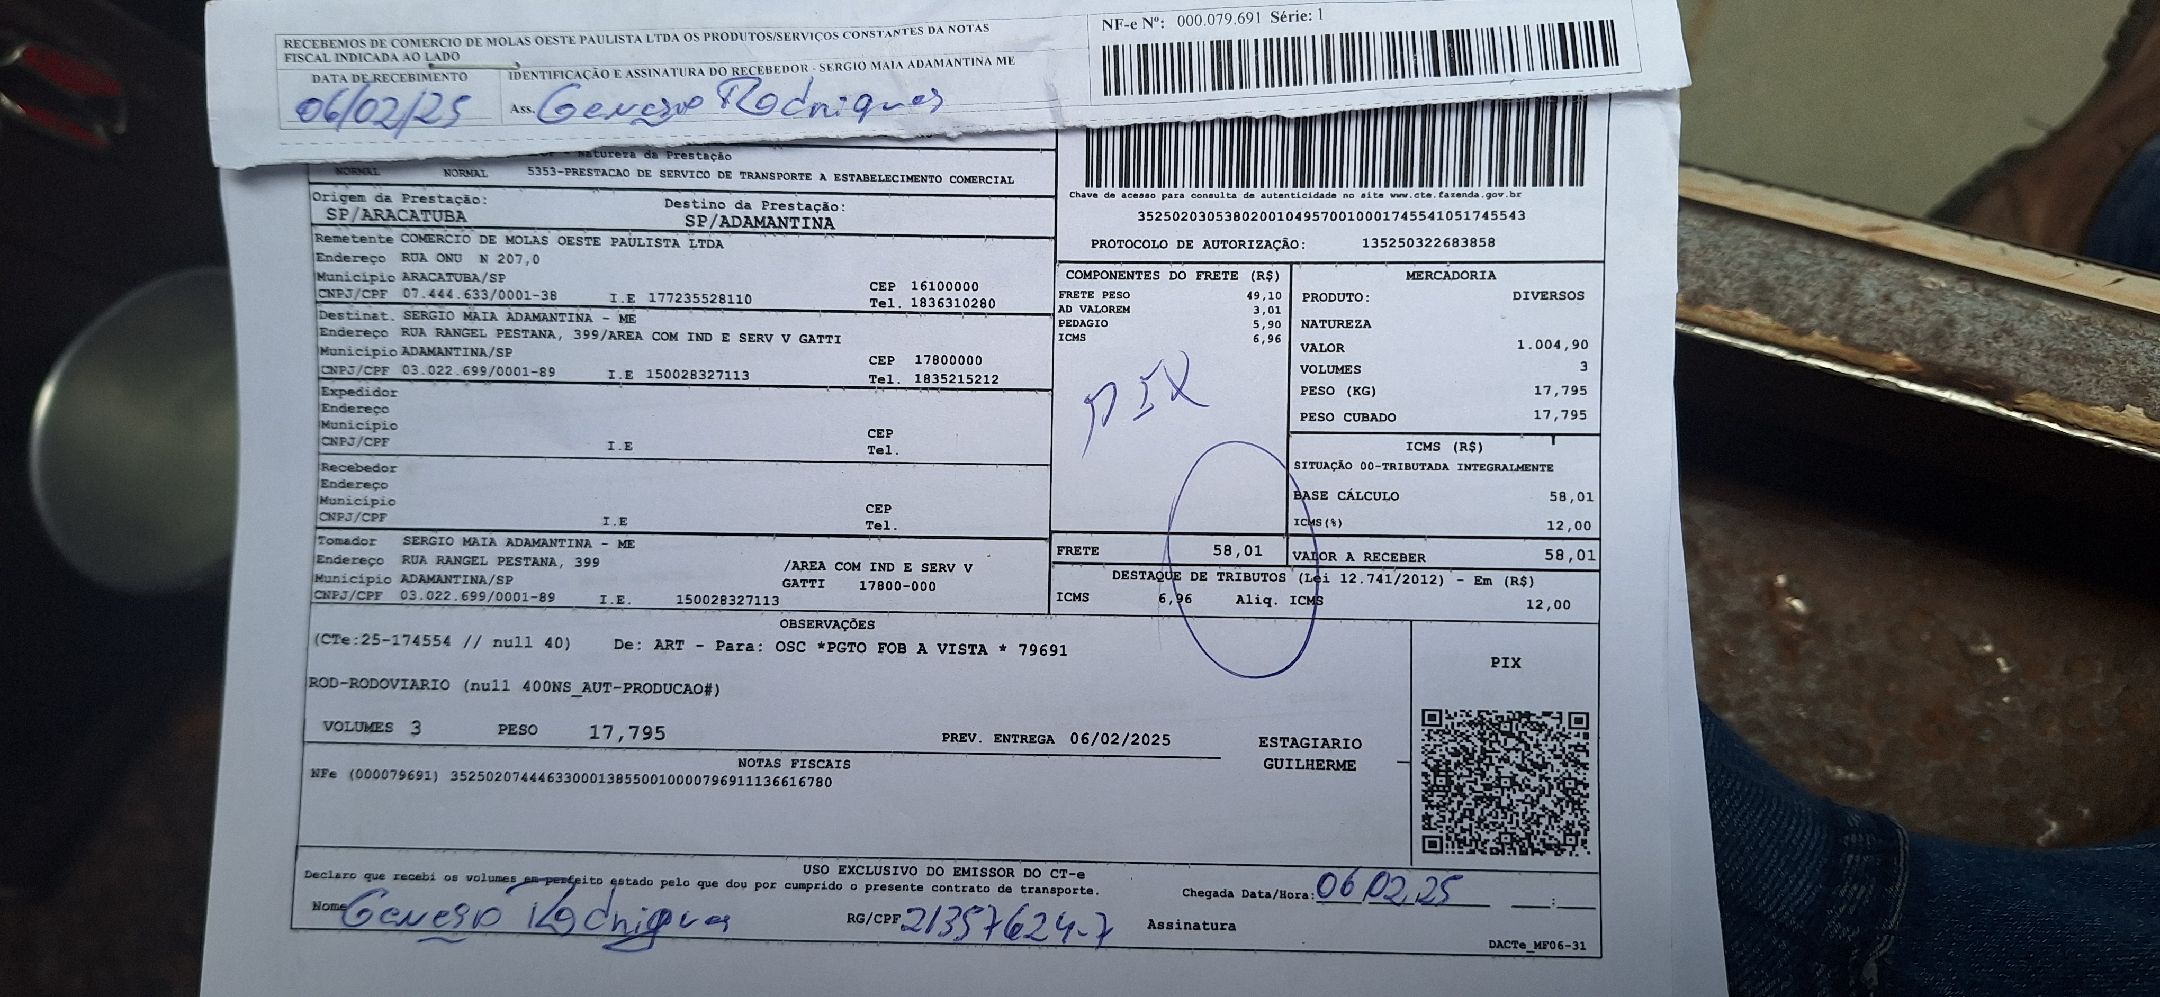 RECEBEMOS DE COMERCIO DE MOLAS OESTE PAULISTA LTDA OS PRODUTOS/SERVIÇOS CONSTANTES DA NOTAS
FISCAL INDICADA AO LADO
DATA DE RECEBIMENTO
IDENTIFICAÇÃO E ASSINATURA DO RECEBEDOR - SERGIO MAIA ADAMANTINA ME
06/02/25
Ass. Genesio Rodrigues
NF-e Nº: 000.079.691 Série: 1
Natureza da Prestação
NORMAL NORMAL 5353-PRESTACAO DE SERVICO DE TRANSPORTE A ESTABELECIMENTO COMERCIAL
Origem da Prestação: Destino da Prestação:
SP/ARACATUBA SP/ADAMANTINA
Chave de acesso para consulta de autenticidade no site www.cte.fazenda.gov.br
35250203053802001049570010001745541051745543
PROTOCOLO DE AUTORIZAÇÃO: 135250322683858
Remetente COMERCIO DE MOLAS OESTE PAULISTA LTDA
Endereço RUA ONU N 207,0
Município ARACATUBA/SP CEP 16100000
CNPJ/CPF 07.444.633/0001-38 I.E 177235528110 Tel. 1836310280
Destinat. SERGIO MAIA ADAMANTINA - ME
Endereço RUA RANGEL PESTANA, 399/AREA COM IND E SERV V GATTI
Município ADAMANTINA/SP CEP 17800000
CNPJ/CPF 03.022.699/0001-89 I.E 150028327113 Tel. 1835215212
Expedidor
Endereço
Município CEP
CNPJ/CPF I.E Tel.
Recebedor
Endereço
Município CEP
CNPJ/CPF I.E Tel.
Tomador SERGIO MAIA ADAMANTINA - ME
Endereço RUA RANGEL PESTANA, 399 /AREA COM IND E SERV V
Município ADAMANTINA/SP GATTI 17800-000
CNPJ/CPF 03.022.699/0001-89 I.E. 150028327113
COMPONENTES DO FRETE (R$)
FRETE PESO 49,10
AD VALOREM 3,01
PEDAGIO 5,90
ICMS 6,96
PIX
FRETE 58,01
MERCADORIA
PRODUTO: DIVERSOS
NATUREZA
VALOR 1.004,90
VOLUMES 3
PESO (KG) 17,795
PESO CUBADO 17,795
ICMS (R$)
SITUAÇÃO 00-TRIBUTADA INTEGRALMENTE
BASE CÁLCULO 58,01
ICMS(%) 12,00
VALOR A RECEBER 58,01
DESTAQUE DE TRIBUTOS (Lei 12.741/2012) - Em (R$)
ICMS 6,96 Aliq. ICMS 12,00
OBSERVAÇÕES
(CTe:25-174554 // null 40) De: ART - Para: OSC *PGTO FOB A VISTA * 79691
ROD-RODOVIARIO (null 400NS_AUT-PRODUCAO#)
VOLUMES 3 PESO 17,795 PREV. ENTREGA 06/02/2025
ESTAGIARIO
GUILHERME
PIX
NOTAS FISCAIS
NFe (000079691) 35250207444633000138550010000796911136616780
USO EXCLUSIVO DO EMISSOR DO CT-e
Declaro que recebi os volumes em perfeito estado pelo que dou por cumprido o presente contrato de transporte.
Chegada Data/Hora: 06 02,25 __:__
Nome Genesio Rodrigues RG/CPF 21357624-7 Assinatura
DACTe_MF06-31